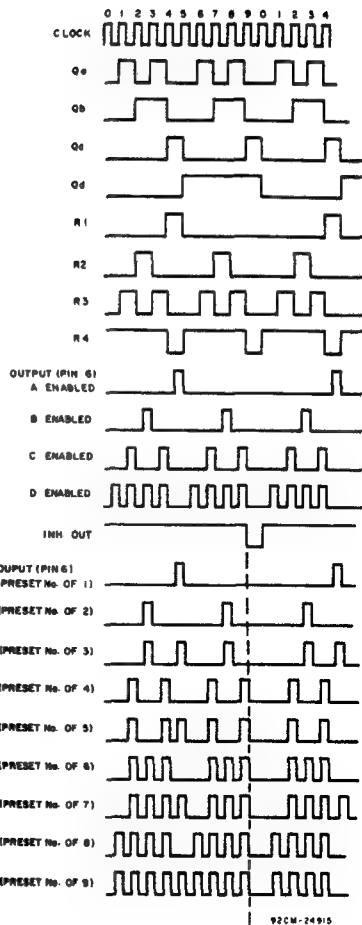 0 1 2 3 4 5 6 7 8 9 0 1 2 3 4
CLOCK
Qa
Qb
Qc
Qd
R1
R2
R3
R4
OUTPUT (PIN 6)
A ENABLED
B ENABLED
C ENABLED
D ENABLED
INH OUT
OUPUT (PIN 6)
(PRESET No. OF 1)
(PRESET No. OF 2)
(PRESET No. OF 3)
(PRESET No. OF 4)
(PRESET No. OF 5)
(PRESET No. OF 6)
(PRESET No. OF 7)
(PRESET No. OF 8)
(PRESET No. OF 9)
92CM-24915